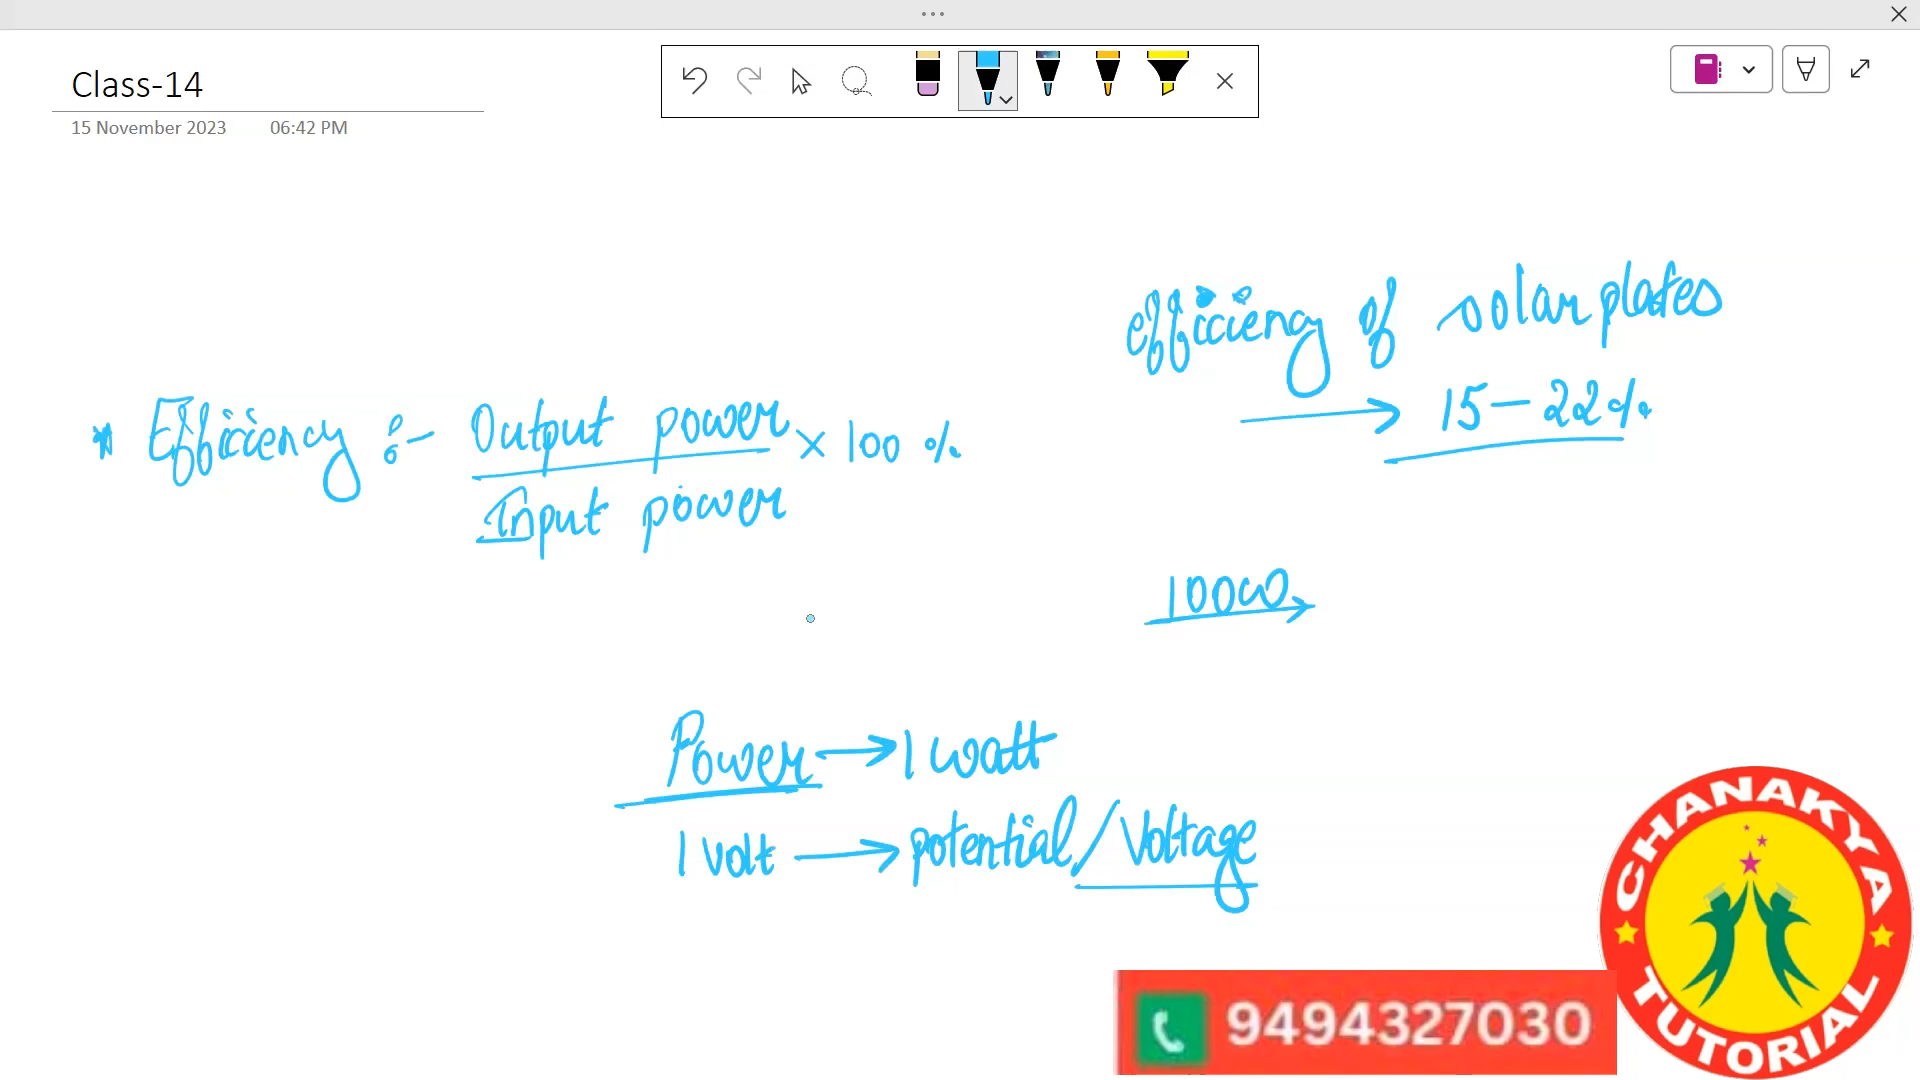 Class-14
15 November 2023 06:42 PM
efficiency of solar plates
→ 15 - 22%
* Efficiency :- Output power × 100 %
Input power
100W →
Power → 1 watt
1 volt → potential / Voltage
CHANAKYA
TUTORIAL
9494327030